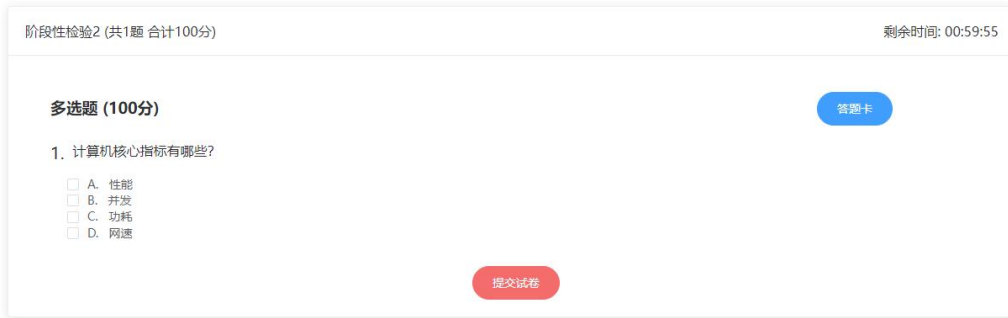 阶段性检验2 (共1题 合计100分)
剩余时间: 00:59:55
多选题 (100分)
答题卡
1. 计算机核心指标有哪些?
A. 性能
B. 并发
C. 功耗
D. 网速
提交试卷